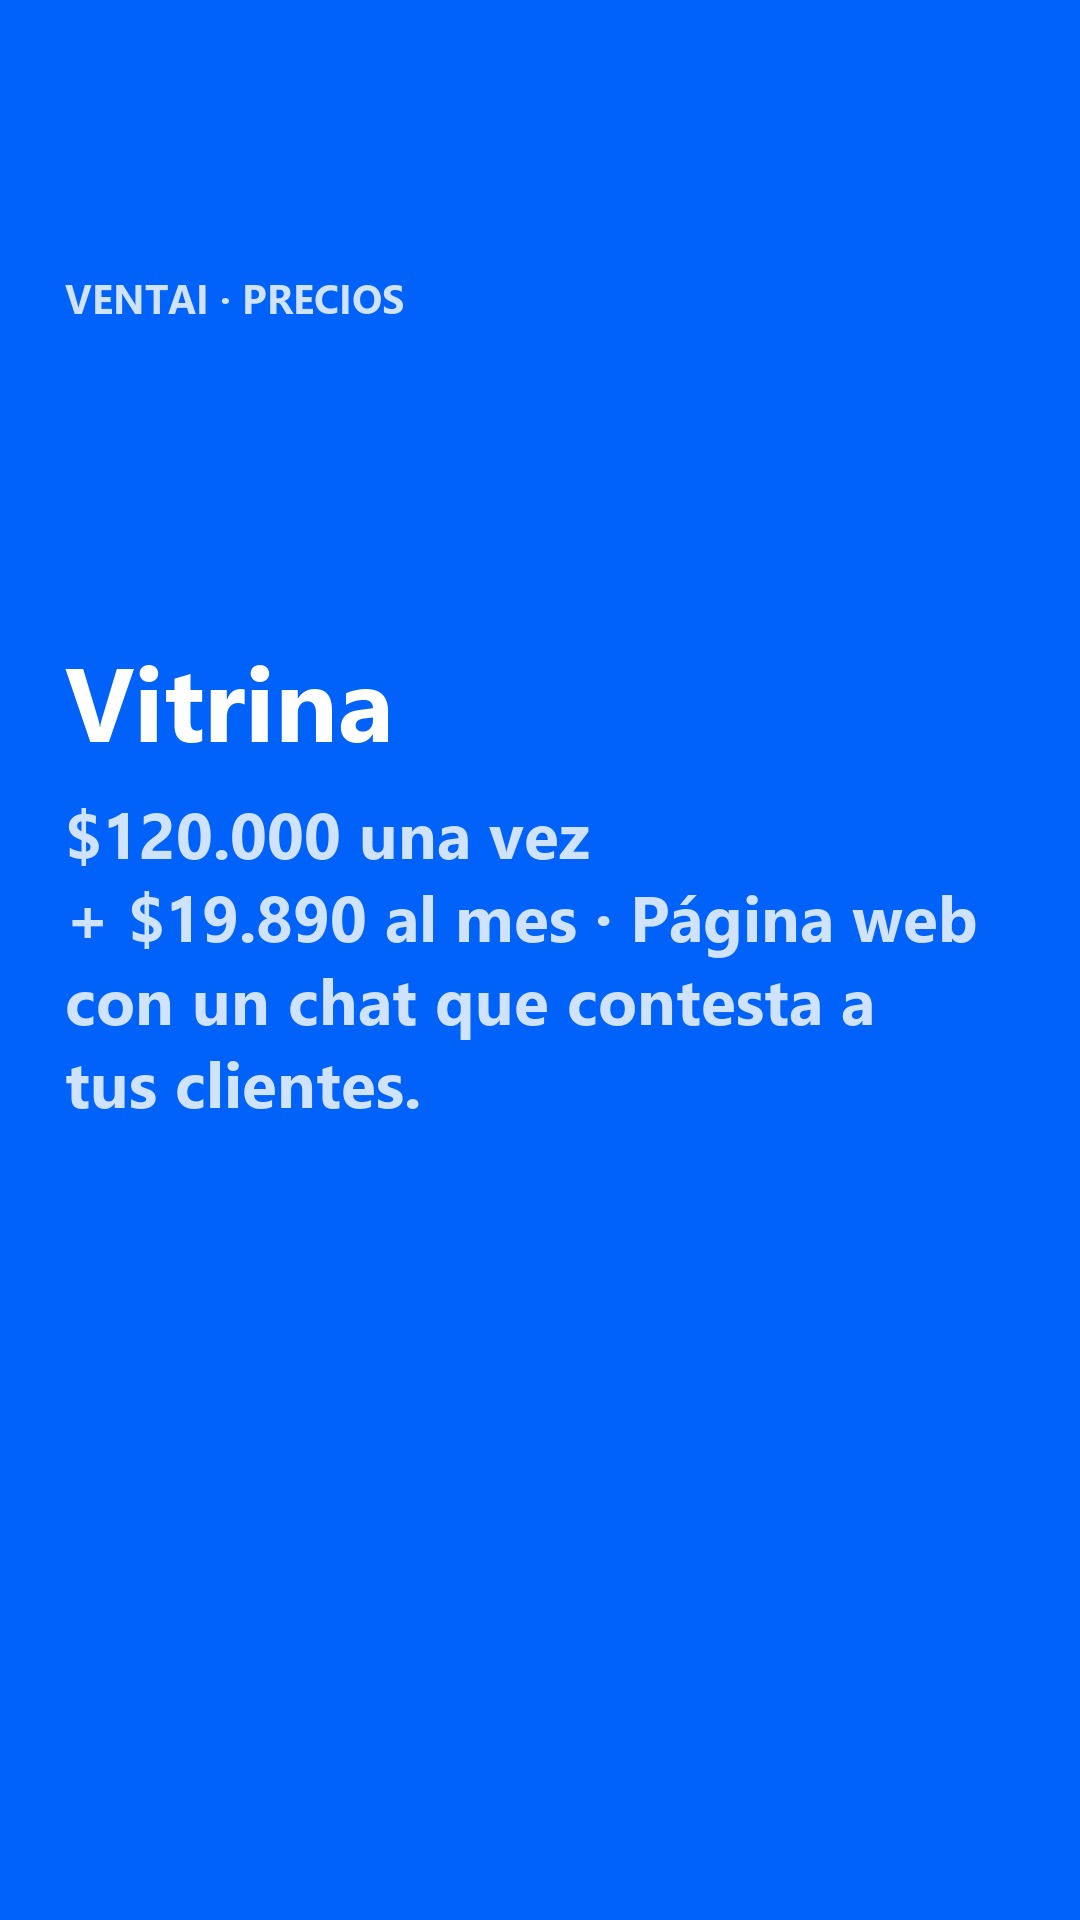 VENTAI · PRECIOS
Vitrina
$120.000 una vez
+ $19.890 al mes · Página web
con un chat que contesta a
tus clientes.